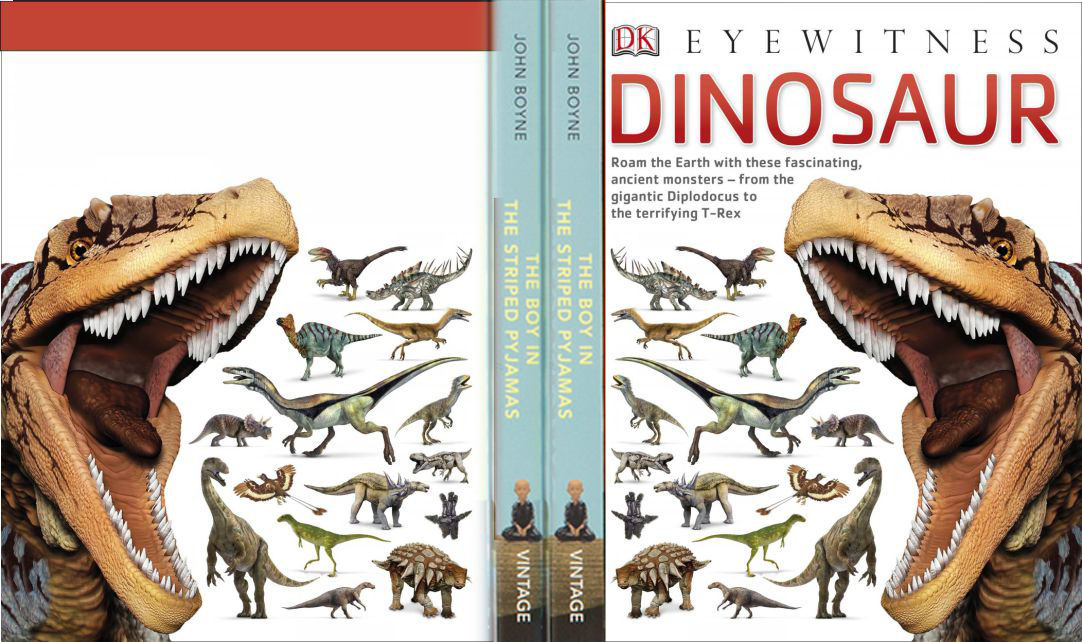 JOHN BOYNE
THE BOY IN
THE STRIPED PYJAMAS
VINTAGE
JOHN BOYNE
THE BOY IN
THE STRIPED PYJAMAS
VINTAGE
DK EYEWITNESS
DINOSAUR
Roam the Earth with these fascinating,
ancient monsters – from the
gigantic Diplodocus to
the terrifying T-Rex